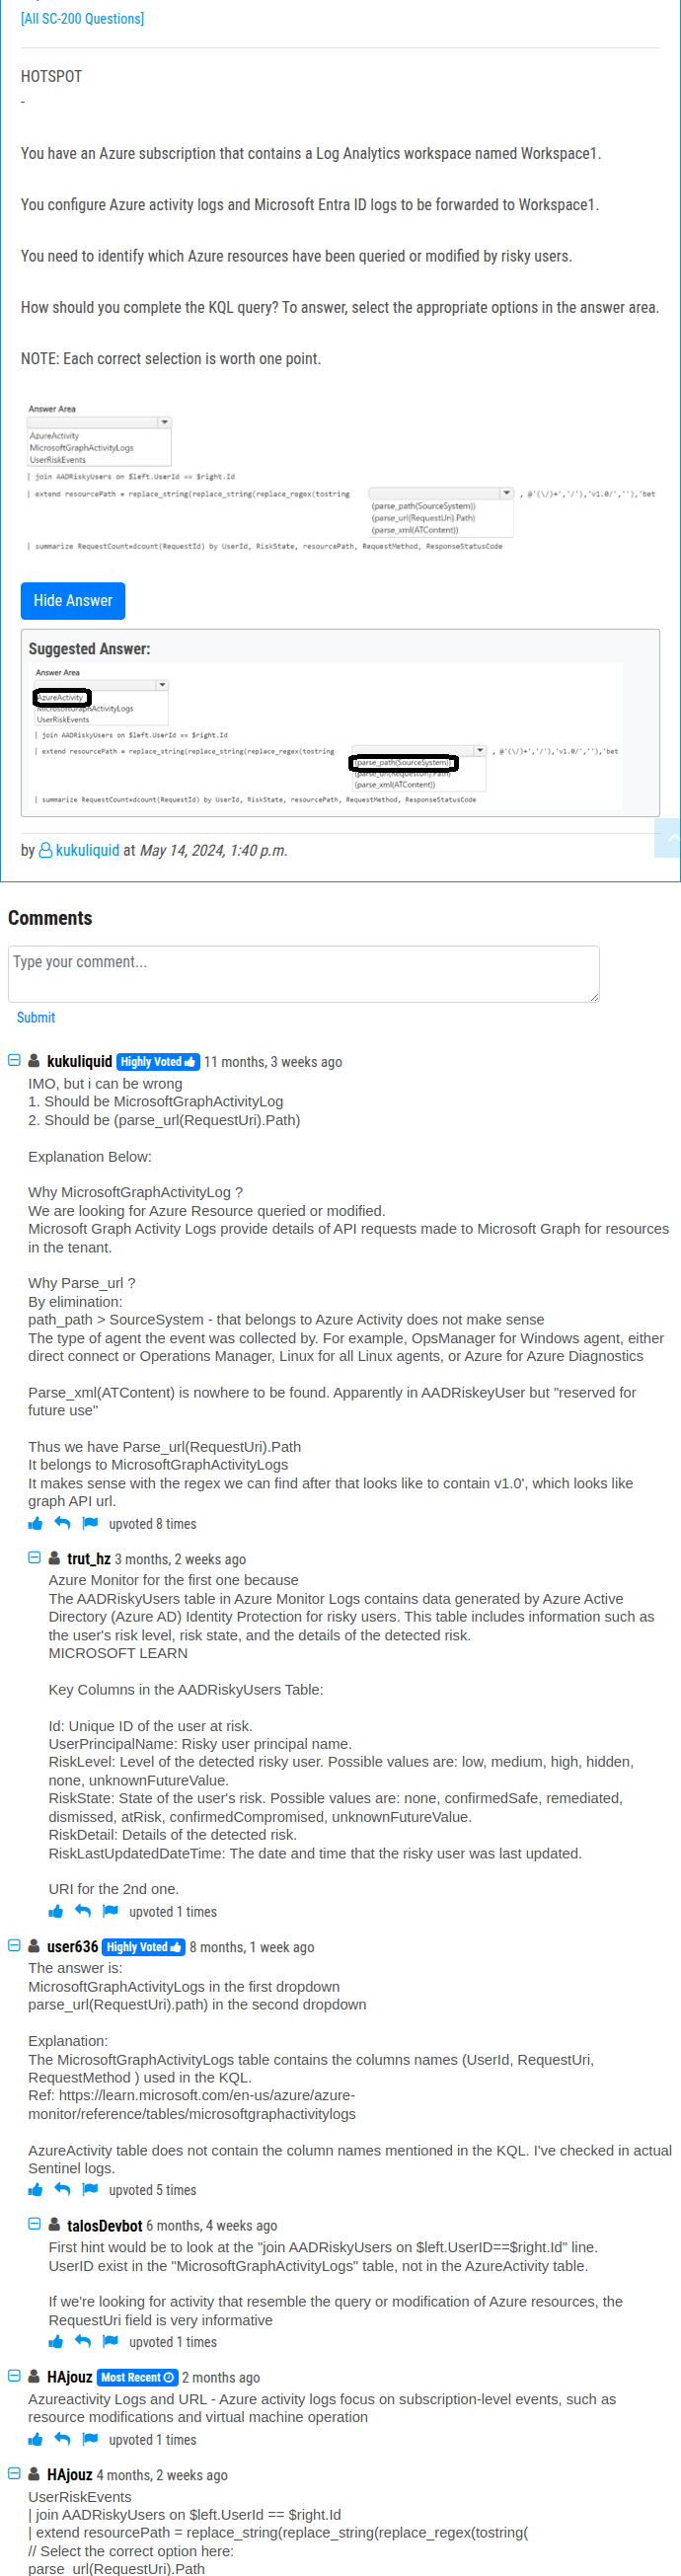 [All SC-200 Questions]
HOTSPOT
-
You have an Azure subscription that contains a Log Analytics workspace named Workspace1.
You configure Azure activity logs and Microsoft Entra ID logs to be forwarded to Workspace1.
You need to identify which Azure resources have been queried or modified by risky users.
How should you complete the KQL query? To answer, select the appropriate options in the answer area.
NOTE: Each correct selection is worth one point.
Answer Area
AzureActivity
MicrosoftGraphActivityLogs
UserRiskEvents
| join AADRiskyUsers on $left.UserId == $right.Id
| extend resourcePath = replace_string(replace_string(replace_regex(tostring , @'(\/)+','/'),'v1.0/',''),'bet
(parse_path(SourceSystem))
(parse_url(RequestUri).Path)
(parse_xml(ATContent))
| summarize RequestCount=dcount(RequestId) by UserId, RiskState, resourcePath, RequestMethod, ResponseStatusCode
Hide Answer
Suggested Answer:
Answer Area
AzureActivity
MicrosoftGraphActivityLogs
UserRiskEvents
| join AADRiskyUsers on $left.UserId == $right.Id
| extend resourcePath = replace_string(replace_string(replace_regex(tostring , @'(\/)+','/'),'v1.0/',''),'bet
(parse_path(SourceSystem))
(parse_url(RequestUri).Path)
(parse_xml(ATContent))
| summarize RequestCount=dcount(RequestId) by UserId, RiskState, resourcePath, RequestMethod, ResponseStatusCode
by kukuliquid at May 14, 2024, 1:40 p.m.
Comments
Type your comment...
Submit
kukuliquid Highly Voted 11 months, 3 weeks ago
IMO, but i can be wrong
1. Should be MicrosoftGraphActivityLog
2. Should be (parse_url(RequestUri).Path)
Explanation Below:
Why MicrosoftGraphActivityLog ?
We are looking for Azure Resource queried or modified.
Microsoft Graph Activity Logs provide details of API requests made to Microsoft Graph for resources
in the tenant.
Why Parse_url ?
By elimination:
path_path > SourceSystem - that belongs to Azure Activity does not make sense
The type of agent the event was collected by. For example, OpsManager for Windows agent, either
direct connect or Operations Manager, Linux for all Linux agents, or Azure for Azure Diagnostics
Parse_xml(ATContent) is nowhere to be found. Apparently in AADRiskeyUser but "reserved for
future use"
Thus we have Parse_url(RequestUri).Path
It belongs to MicrosoftGraphActivityLogs
It makes sense with the regex we can find after that looks like to contain v1.0', which looks like
graph API url.
upvoted 8 times
trut_hz 3 months, 2 weeks ago
Azure Monitor for the first one because
The AADRiskyUsers table in Azure Monitor Logs contains data generated by Azure Active
Directory (Azure AD) Identity Protection for risky users. This table includes information such as
the user's risk level, risk state, and the details of the detected risk.
MICROSOFT LEARN
Key Columns in the AADRiskyUsers Table:
Id: Unique ID of the user at risk.
UserPrincipalName: Risky user principal name.
RiskLevel: Level of the detected risky user. Possible values are: low, medium, high, hidden,
none, unknownFutureValue.
RiskState: State of the user's risk. Possible values are: none, confirmedSafe, remediated,
dismissed, atRisk, confirmedCompromised, unknownFutureValue.
RiskDetail: Details of the detected risk.
RiskLastUpdatedDateTime: The date and time that the risky user was last updated.
URI for the 2nd one.
upvoted 1 times
user636 Highly Voted 8 months, 1 week ago
The answer is:
MicrosoftGraphActivityLogs in the first dropdown
parse_url(RequestUri).path) in the second dropdown
Explanation:
The MicrosoftGraphActivityLogs table contains the columns names (UserId, RequestUri,
RequestMethod ) used in the KQL.
Ref: https://learn.microsoft.com/en-us/azure/azure-
monitor/reference/tables/microsoftgraphactivitylogs
AzureActivity table does not contain the column names mentioned in the KQL. I've checked in actual
Sentinel logs.
upvoted 5 times
talosDevbot 6 months, 4 weeks ago
First hint would be to look at the "join AADRiskyUsers on $left.UserID==$right.Id" line.
UserID exist in the "MicrosoftGraphActivityLogs" table, not in the AzureActivity table.
If we're looking for activity that resemble the query or modification of Azure resources, the
RequestUri field is very informative
upvoted 1 times
HAjouz Most Recent 2 months ago
Azureactivity Logs and URL - Azure activity logs focus on subscription-level events, such as
resource modifications and virtual machine operation
upvoted 1 times
HAjouz 4 months, 2 weeks ago
UserRiskEvents
| join AADRiskyUsers on $left.UserId == $right.Id
| extend resourcePath = replace_string(replace_string(replace_regex(tostring(
// Select the correct option here:
parse_url(RequestUri).Path